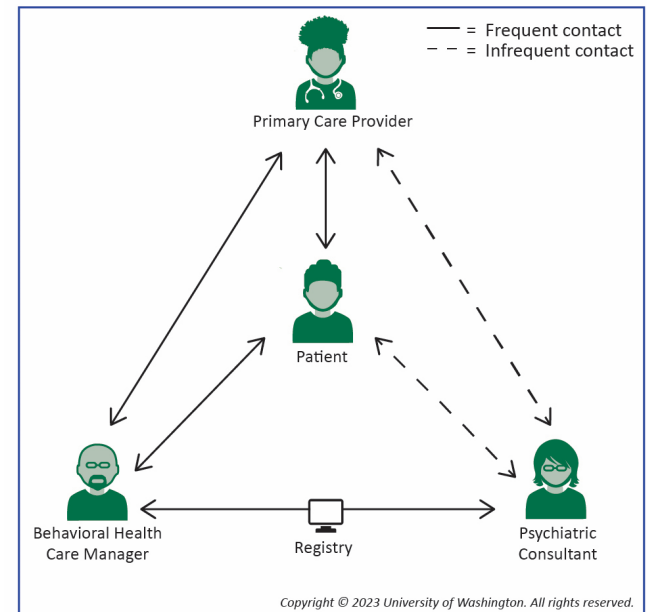 = Frequent contact
= Infrequent contact
Primary Care Provider
Patient
Behavioral Health
Care Manager
Registry
Psychiatric
Consultant
Copyright © 2023 University of Washington. All rights reserved.